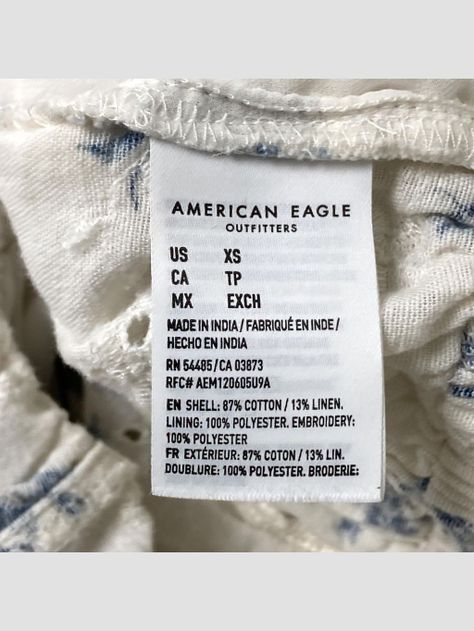 AMERICAN EAGLE
OUTFITTERS
US XS
CA TP
MX EXCH
MADE IN INDIA / FABRIQUÉ EN INDE /
HECHO EN INDIA
RN 54485/CA 03873
RFC# AEM120605U9A
EN SHELL: 87% COTTON / 13% LINEN.
LINING: 100% POLYESTER. EMBROIDERY:
100% POLYESTER
FR EXTÉRIEUR: 87% COTON / 13% LIN.
DOUBLURE: 100% POLYESTER. BRODERIE: